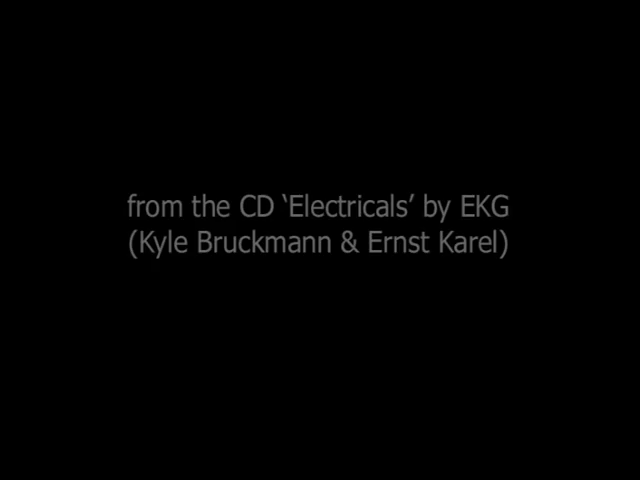 from the CD ‘Electricals’ by EKG
(Kyle Bruckmann & Ernst Karel)